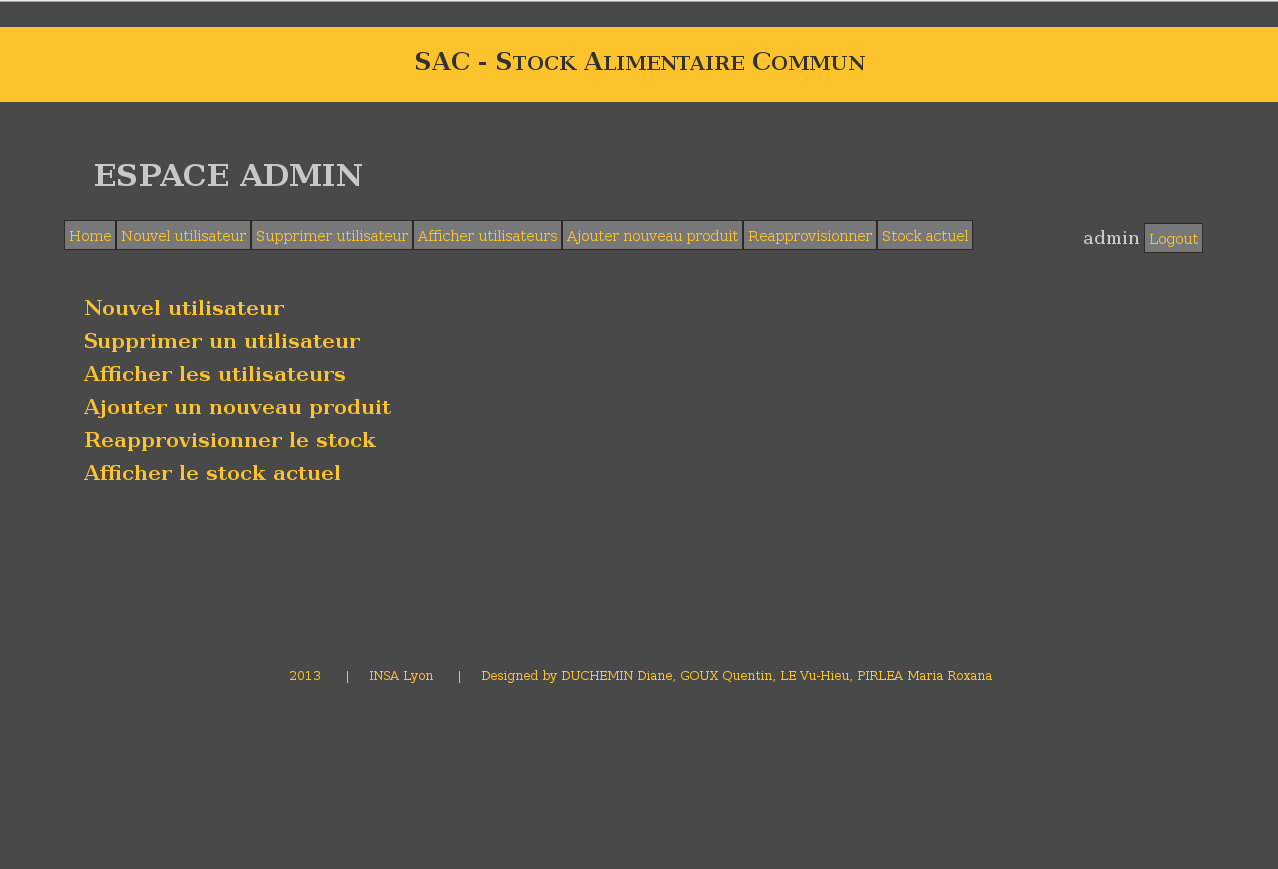 SAC - Stock Alimentaire Commun
ESPACE ADMIN
Home Nouvel utilisateur Supprimer utilisateur Afficher utilisateurs Ajouter nouveau produit Reapprovisionner Stock actuel admin Logout
Nouvel utilisateur
Supprimer un utilisateur
Afficher les utilisateurs
Ajouter un nouveau produit
Reapprovisionner le stock
Afficher le stock actuel
2013 | INSA Lyon | Designed by DUCHEMIN Diane, GOUX Quentin, LE Vu-Hieu, PIRLEA Maria Roxana